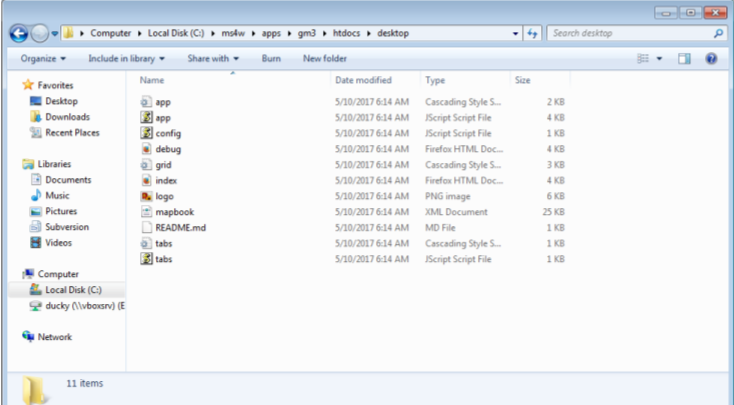 Computer ▸ Local Disk (C:) ▸ ms4w ▸ apps ▸ gm3 ▸ htdocs ▸ desktop
Search desktop
Organize Include in library Share with Burn New folder
Favorites
Desktop
Downloads
Recent Places
Libraries
Documents
Music
Pictures
Subversion
Videos
Computer
Local Disk (C:)
ducky (\\vboxsrv) (E
Network
Name Date modified Type Size
app 5/10/2017 6:14 AM Cascading Style S... 2 KB
app 5/10/2017 6:14 AM JScript Script File 4 KB
config 5/10/2017 6:14 AM JScript Script File 1 KB
debug 5/10/2017 6:14 AM Firefox HTML Doc... 4 KB
grid 5/10/2017 6:14 AM Cascading Style S... 3 KB
index 5/10/2017 6:14 AM Firefox HTML Doc... 4 KB
logo 5/10/2017 6:14 AM PNG image 6 KB
mapbook 5/10/2017 6:14 AM XML Document 25 KB
README.md 5/10/2017 6:14 AM MD File 1 KB
tabs 5/10/2017 6:14 AM Cascading Style S... 1 KB
tabs 5/10/2017 6:14 AM JScript Script File 1 KB
11 items